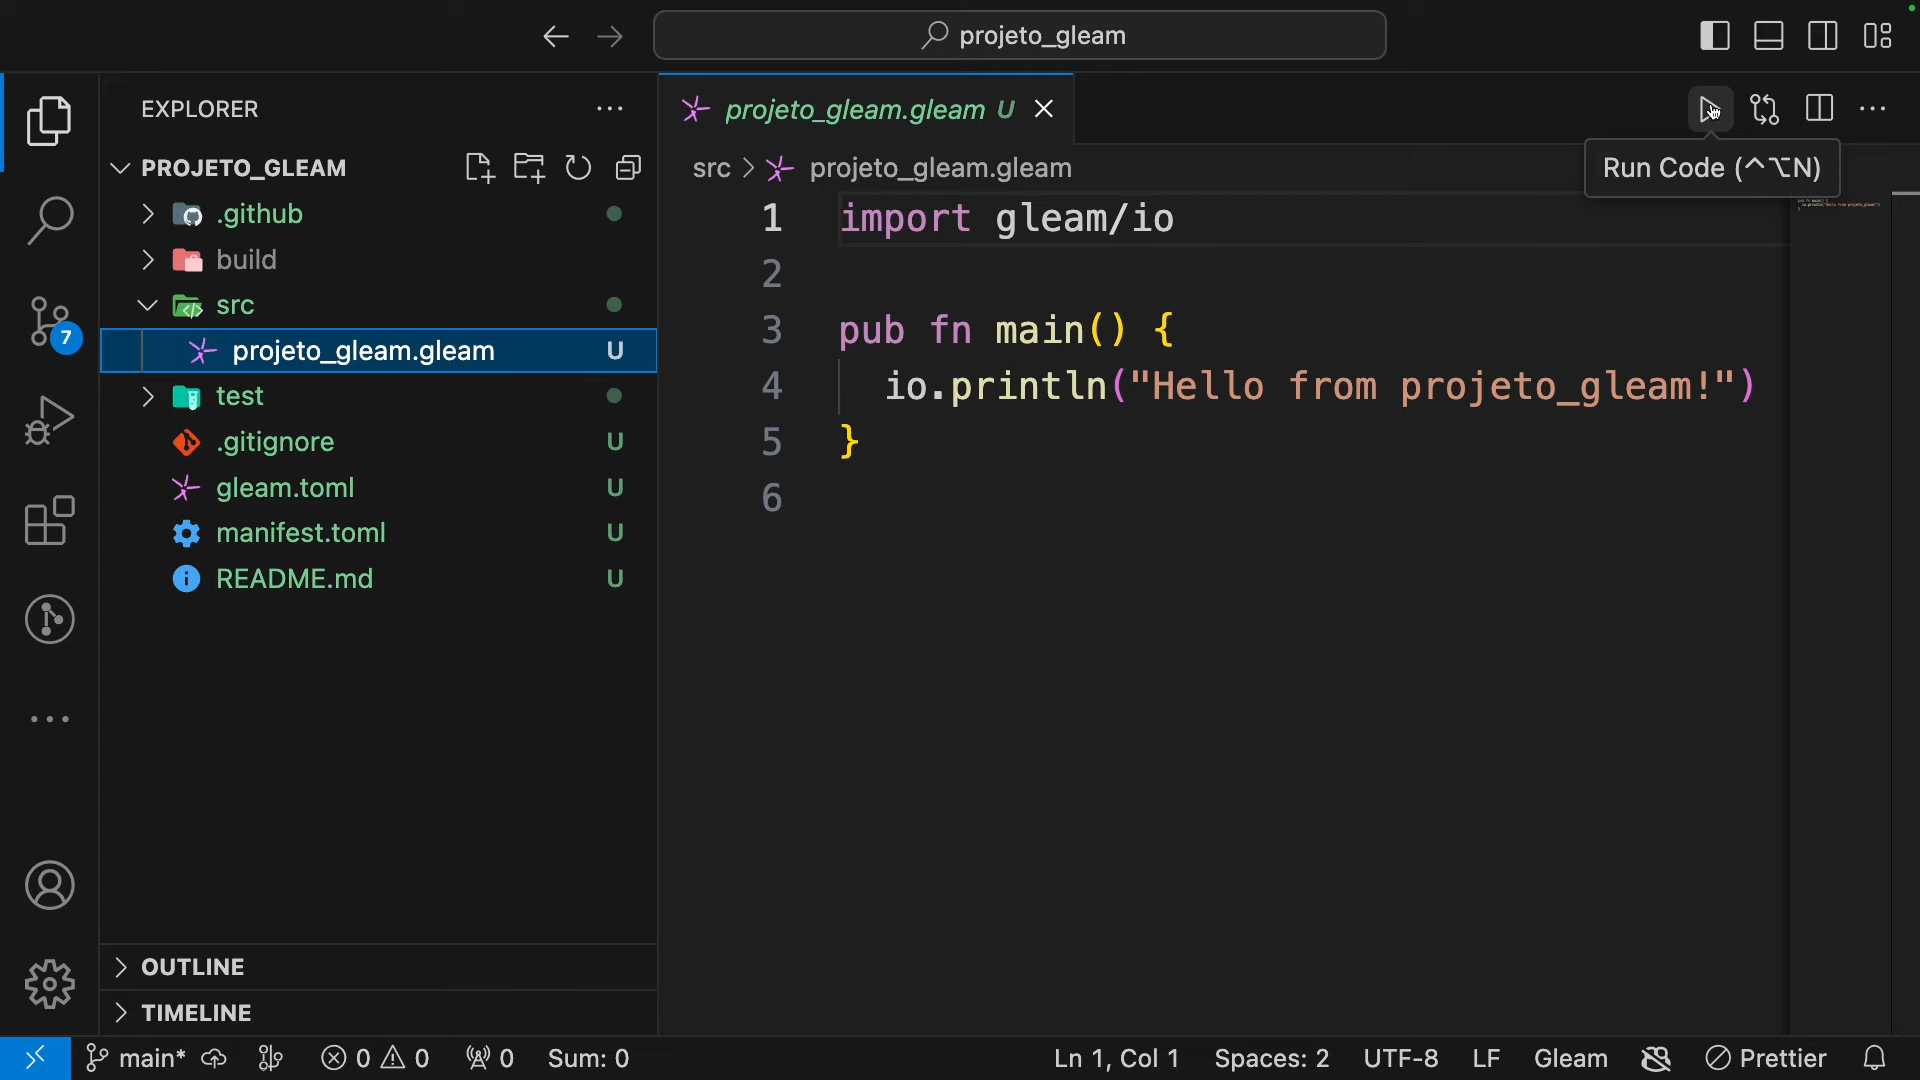 projeto_gleam
EXPLORER
PROJETO_GLEAM
.github
build
src
projeto_gleam.gleam U
test
.gitignore U
gleam.toml U
manifest.toml U
README.md U
7
OUTLINE
TIMELINE
projeto_gleam.gleam U
Run Code (^⌥N)
src > projeto_gleam.gleam
1 import gleam/io
2
3 pub fn main() {
4 io.println("Hello from projeto_gleam!")
5 }
6
main* 0 0 0 Sum: 0 Ln 1, Col 1 Spaces: 2 UTF-8 LF Gleam Prettier